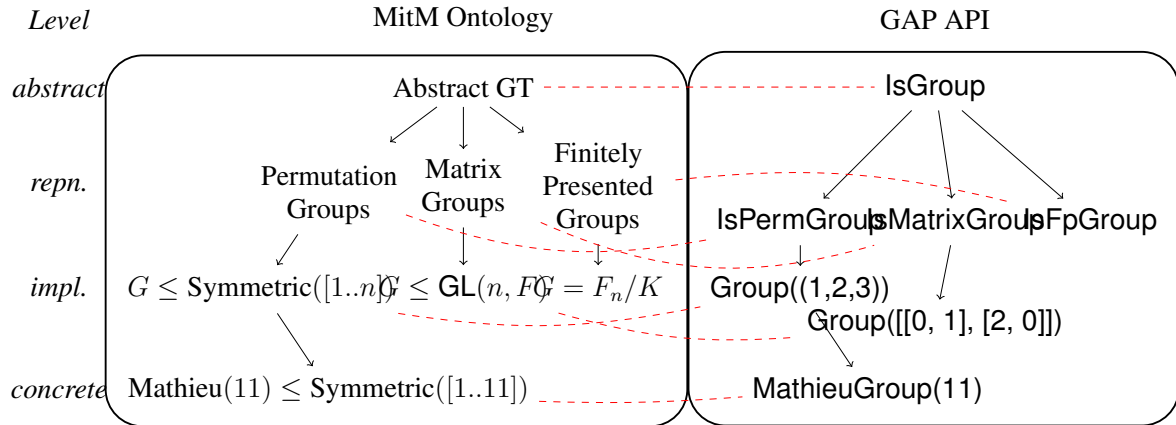 Level MitM Ontology GAP API
abstract Abstract GT IsGroup
repn. Permutation Groups Matrix Groups Finitely Presented Groups
IsPermGroup IsMatrixGroup IsFpGroup
impl. G ≤ Symmetric([1..n]) G ≤ GL(n, F) G = Fₙ/K Group((1,2,3))
Group([[0, 1], [2, 0]])
concrete Mathieu(11) ≤ Symmetric([1..11]) MathieuGroup(11)